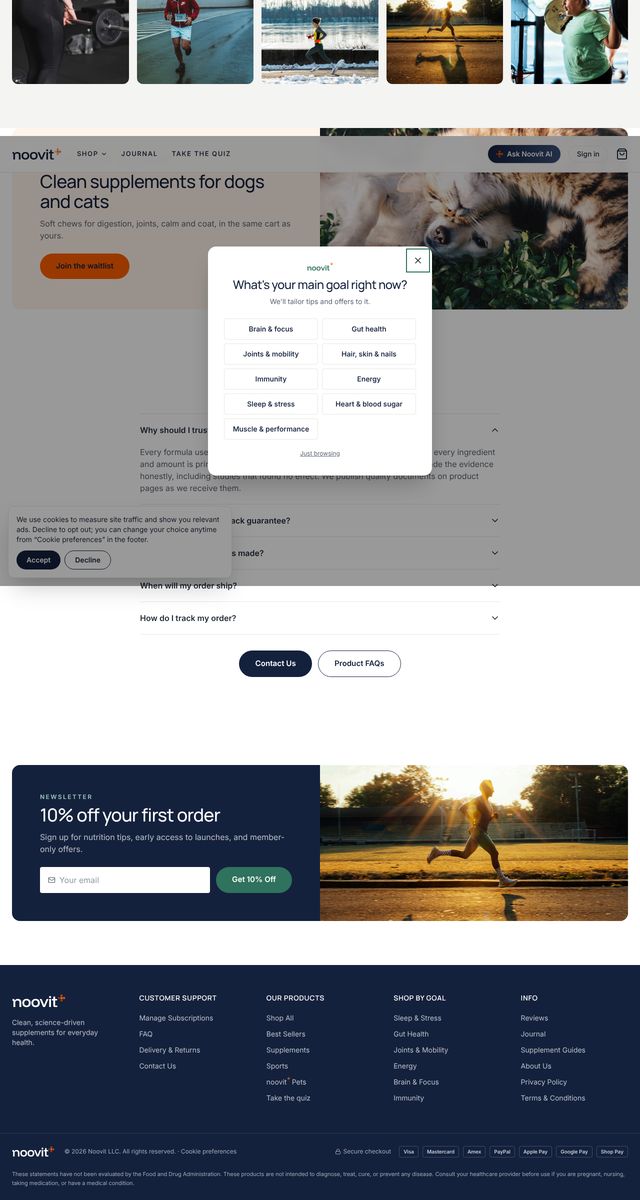 noovit
SHOP
JOURNAL
TAKE THE QUIZ
Ask Noovit AI
Sign in
Clean supplements for dogs
and cats
Soft chews for digestion, joints, calm and coat, in the same cart as
yours.
Join the waitlist
noovit
What's your main goal right now?
We'll tailor tips and offers to it.
Brain & focus
Gut health
Joints & mobility
Hair, skin & nails
Immunity
Energy
Sleep & stress
Heart & blood sugar
Muscle & performance
Just browsing
Why should I
Every formula use
every ingredient
and amount is
the evidence
honestly, including studies that found no effect. We publish quality documents on product
pages as we receive them.
guarantee?
made?
When will my order ship?
How do I track my order?
We use cookies to measure site traffic and show you relevant
ads. Decline to opt out; you can change your choice anytime
from "Cookie preferences" in the footer.
Accept
Decline
Contact Us
Product FAQs
NEWSLETTER
10% off your first order
Sign up for nutrition tips, early access to launches, and member-
only offers.
Your email
Get 10% Off
noovit
Clean, science-driven
supplements for everyday
health.
CUSTOMER SUPPORT
Manage Subscriptions
FAQ
Delivery & Returns
Contact Us
OUR PRODUCTS
Shop All
Best Sellers
Supplements
Sports
noovit Pets
Take the quiz
SHOP BY GOAL
Sleep & Stress
Gut Health
Joints & Mobility
Energy
Brain & Focus
Immunity
INFO
Reviews
Journal
Supplement Guides
About Us
Privacy Policy
Terms & Conditions
noovit
© 2026 Noovit LLC. All rights reserved. · Cookie preferences
Secure checkout
Visa
Mastercard
Amex
PayPal
Apple Pay
Google Pay
Shop Pay
These statements have not been evaluated by the Food and Drug Administration. These products are not intended to diagnose, treat, cure, or prevent any disease. Consult your healthcare provider before use if you are pregnant, nursing,
taking medication, or have a medical condition.